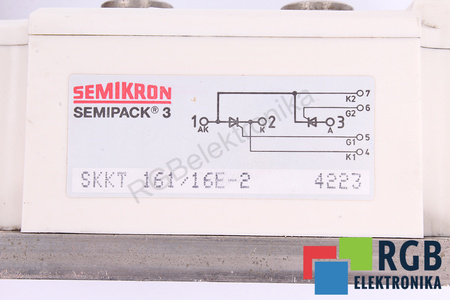 SEMIKRON
SEMIPACK® 3
7
K2
6
G2
1
AK
2
K
3
A
5
G1
4
K1
RGBelektronika
SKKT 161/16E-2 4223
RGB
ELEKTRONIKA